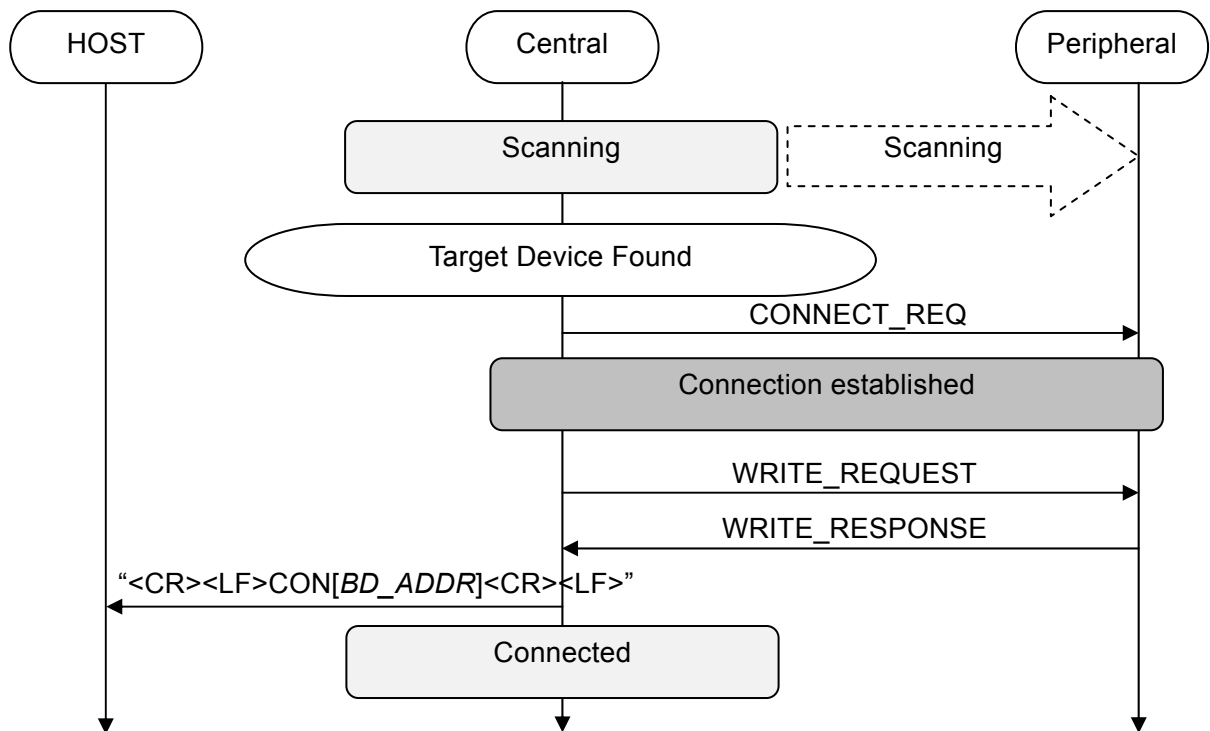 HOST
Central
Peripheral
Scanning
Scanning
Target Device Found
CONNECT_REQ
Connection established
WRITE_REQUEST
WRITE_RESPONSE
“<CR><LF>CON[BD_ADDR]<CR><LF>”
Connected